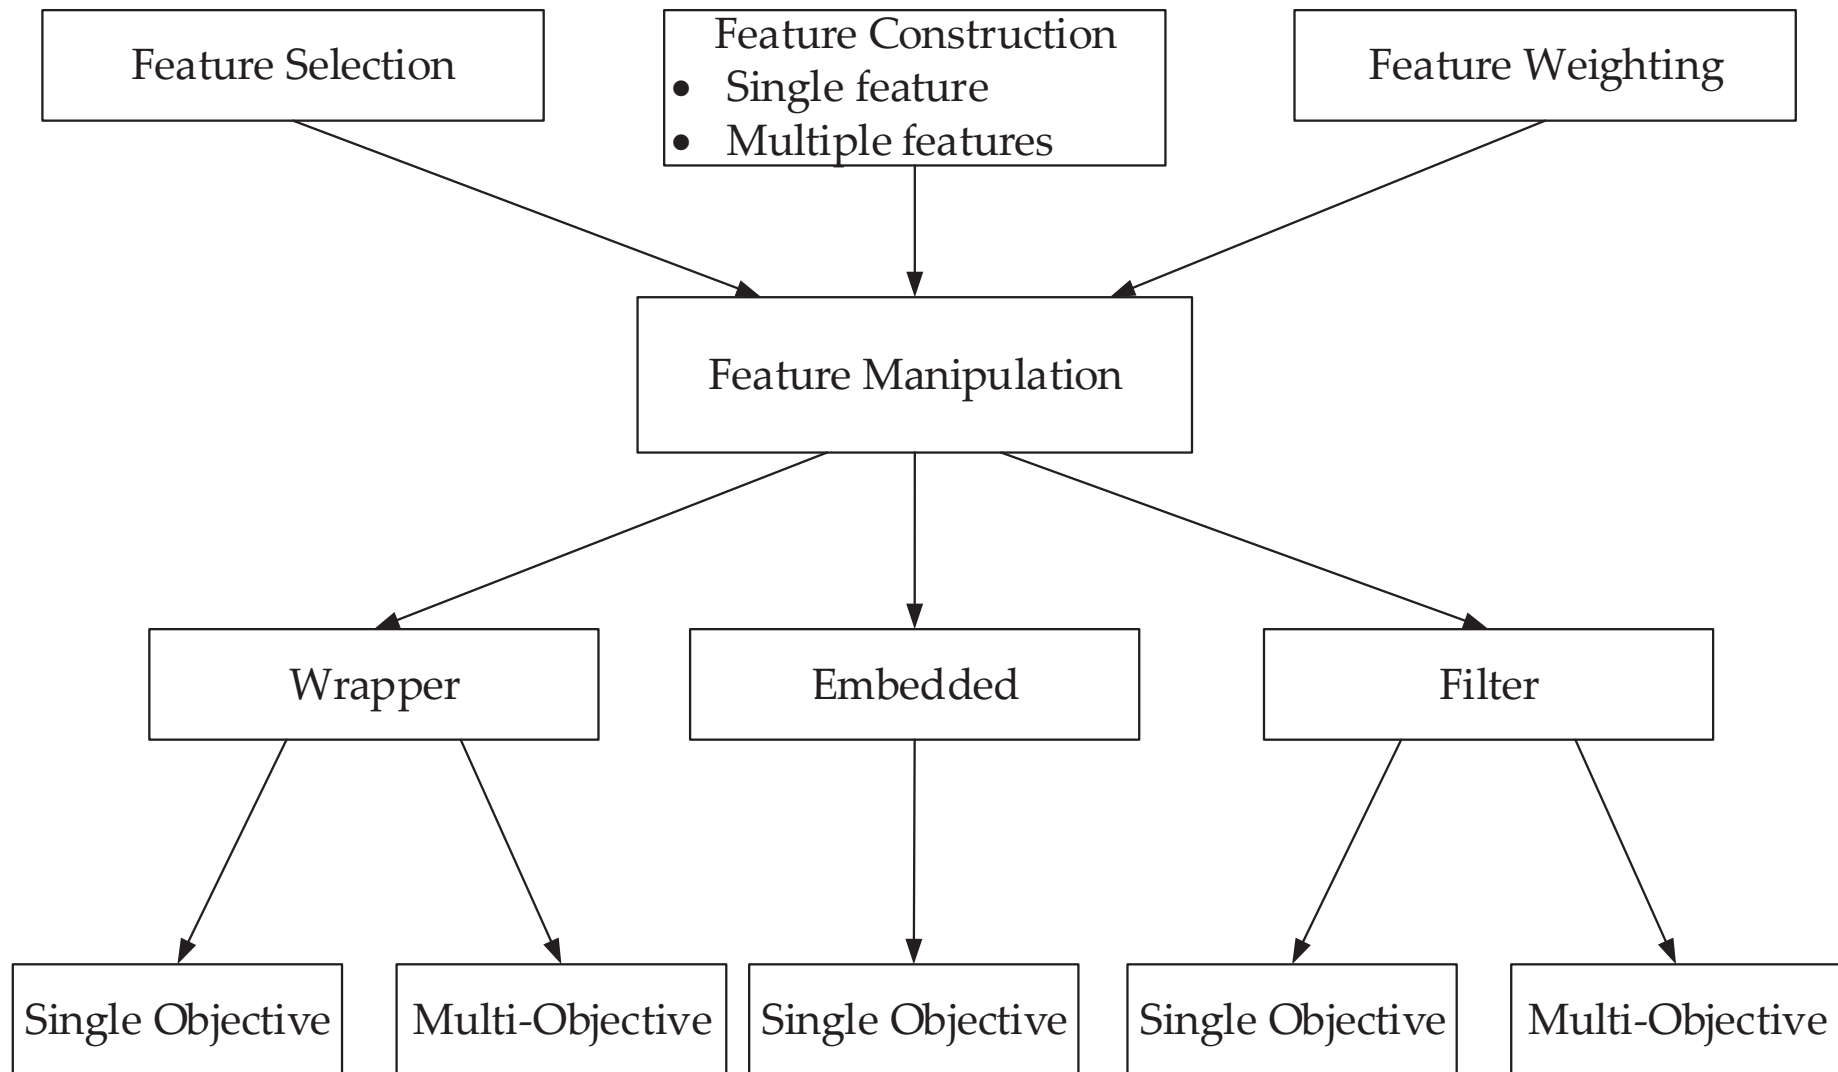 Feature Selection
Feature Construction
• Single feature
• Multiple features
Feature Weighting
Feature Manipulation
Wrapper
Embedded
Filter
Single Objective
Multi-Objective
Single Objective
Single Objective
Multi-Objective